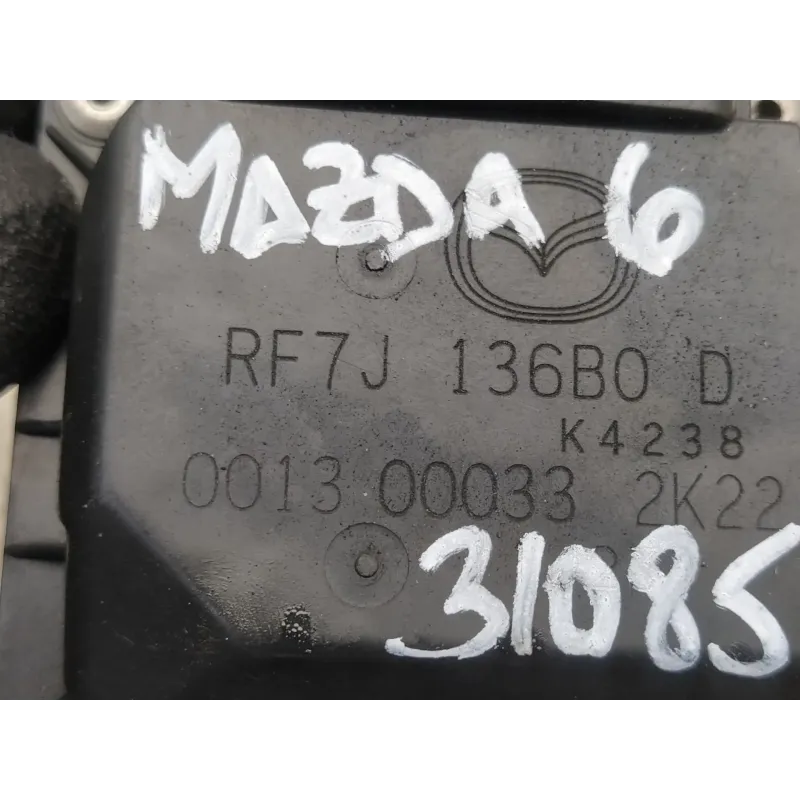 MAZDA 6
RF7J 136B0 D
K4238
0013 00033 2K22
31085